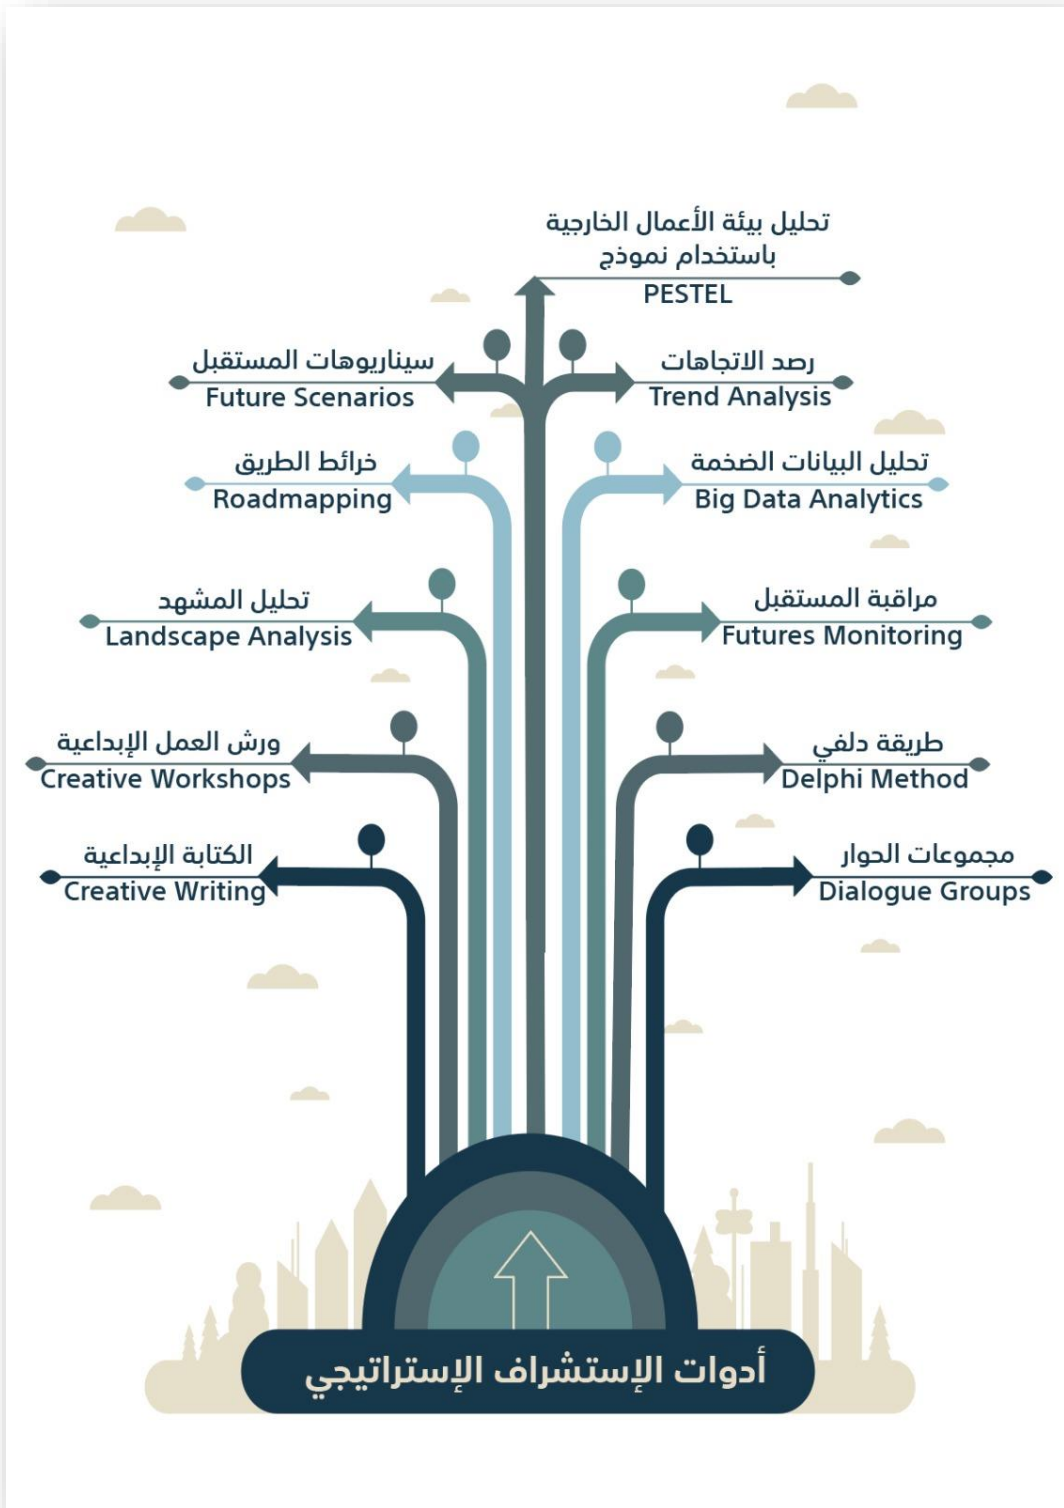 تحليل بيئة الأعمال الخارجية
باستخدام نموذج
PESTEL
رصد الاتجاهات
Trend Analysis
سيناريوهات المستقبل
Future Scenarios
تحليل البيانات الضخمة
Big Data Analytics
خرائط الطريق
Roadmapping
مراقبة المستقبل
Futures Monitoring
تحليل المشهد
Landscape Analysis
طريقة دلفي
Delphi Method
ورش العمل الإبداعية
Creative Workshops
مجموعات الحوار
Dialogue Groups
الكتابة الإبداعية
Creative Writing
أدوات الإستشراف الإستراتيجي